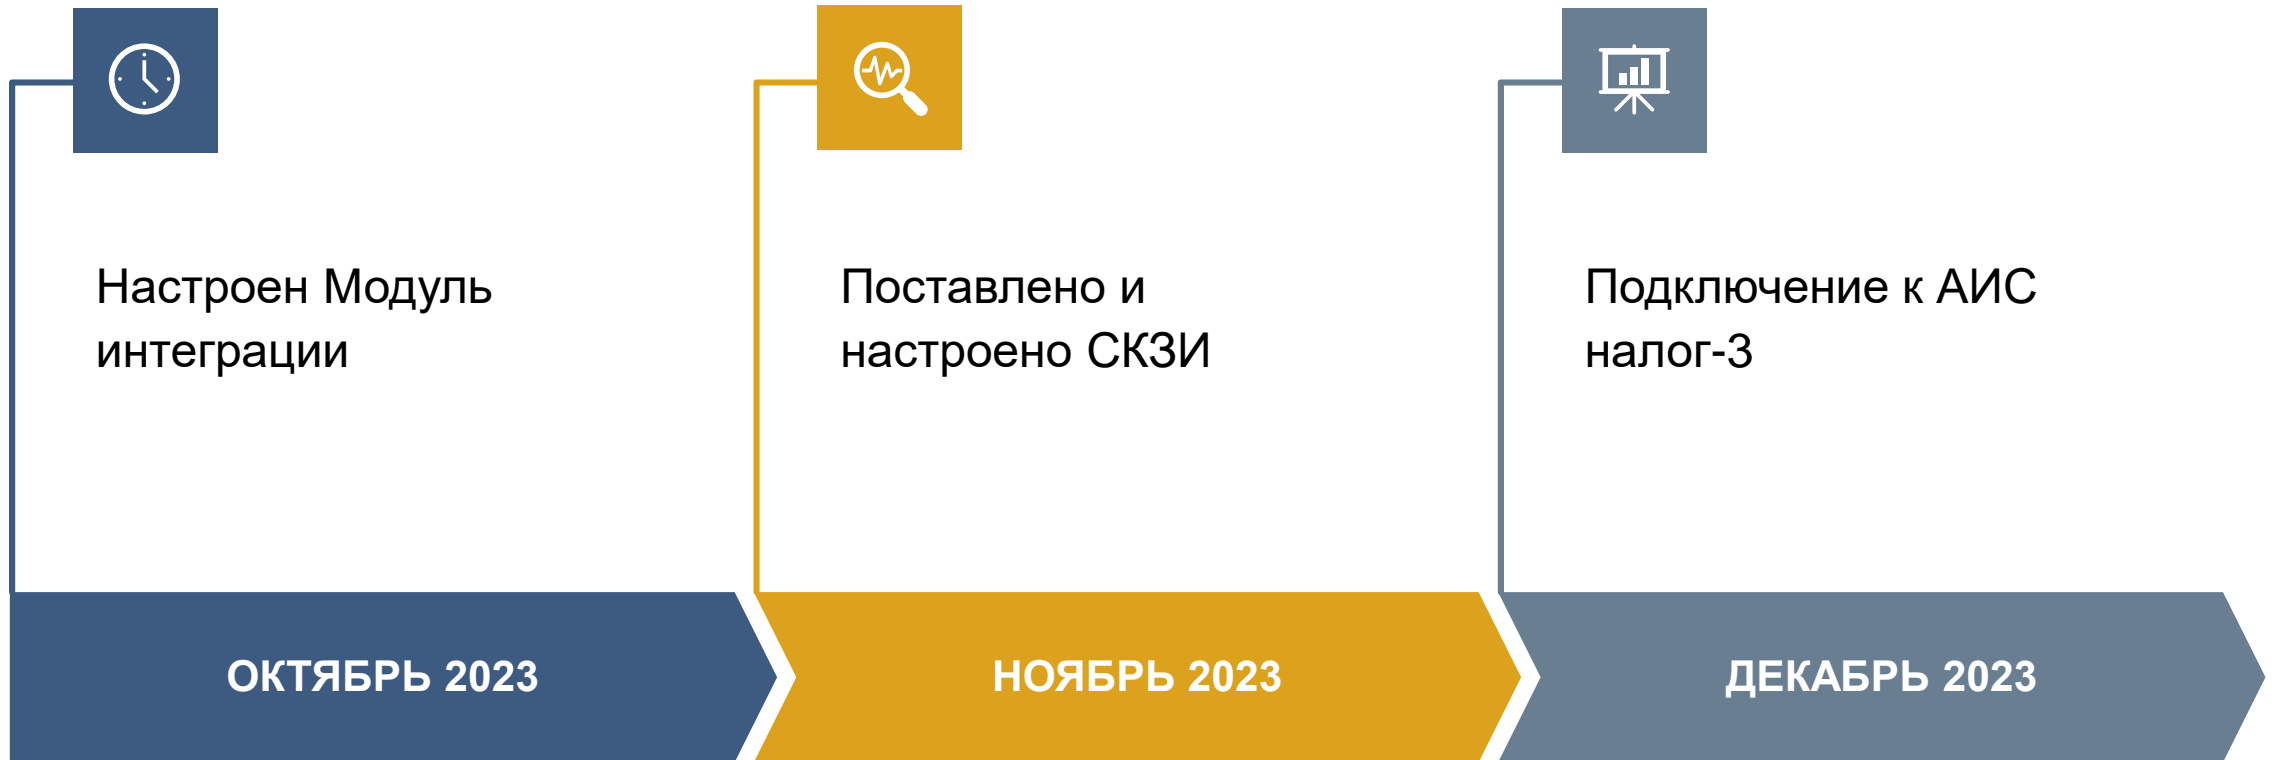 Настроен Модуль
интеграции
Поставлено и
настроено СКЗИ
Подключение к АИС
налог-3
ОКТЯБРЬ 2023
НОЯБРЬ 2023
ДЕКАБРЬ 2023